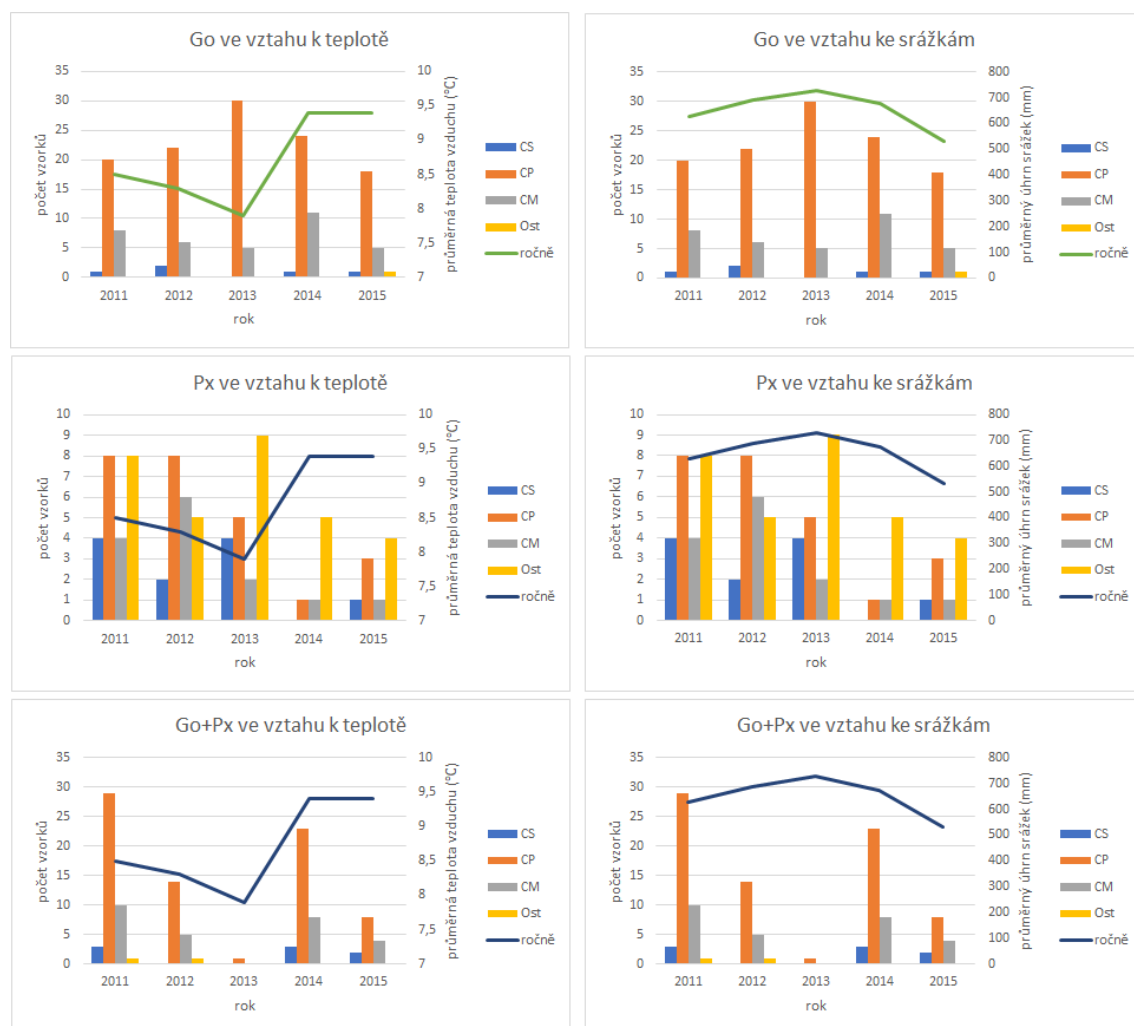 Go ve vztahu k teplotě
35
30
25
20
15
10
5
0
počet vzorků
10
9,5
9
8,5
8
7,5
7
průměrná teplota vzduchu (°C)
2011 2012 2013 2014 2015
rok
CS
CP
CM
Ost
ročně
Go ve vztahu ke srážkám
35
30
25
20
15
10
5
0
počet vzorků
800
700
600
500
400
300
200
100
0
průměrný úhrn srážek (mm)
2011 2012 2013 2014 2015
rok
CS
CP
CM
Ost
ročně
Px ve vztahu k teplotě
10
9
8
7
6
5
4
3
2
1
0
počet vzorků
10
9,5
9
8,5
8
7,5
7
průměrná teplota vzduchu (°C)
2011 2012 2013 2014 2015
rok
CS
CP
CM
Ost
ročně
Px ve vztahu ke srážkám
10
9
8
7
6
5
4
3
2
1
0
počet vzorků
800
700
600
500
400
300
200
100
0
průměrný úhrn srážek (mm)
2011 2012 2013 2014 2015
rok
CS
CP
CM
Ost
ročně
Go+Px ve vztahu k teplotě
35
30
25
20
15
10
5
0
počet vzorků
10
9,5
9
8,5
8
7,5
7
průměrná teplota vzduchu (°C)
2011 2012 2013 2014 2015
rok
CS
CP
CM
Ost
ročně
Go+Px ve vztahu ke srážkám
35
30
25
20
15
10
5
0
počet vzorků
800
700
600
500
400
300
200
100
0
průměrný úhrn srážek (mm)
2011 2012 2013 2014 2015
rok
CS
CP
CM
Ost
ročně